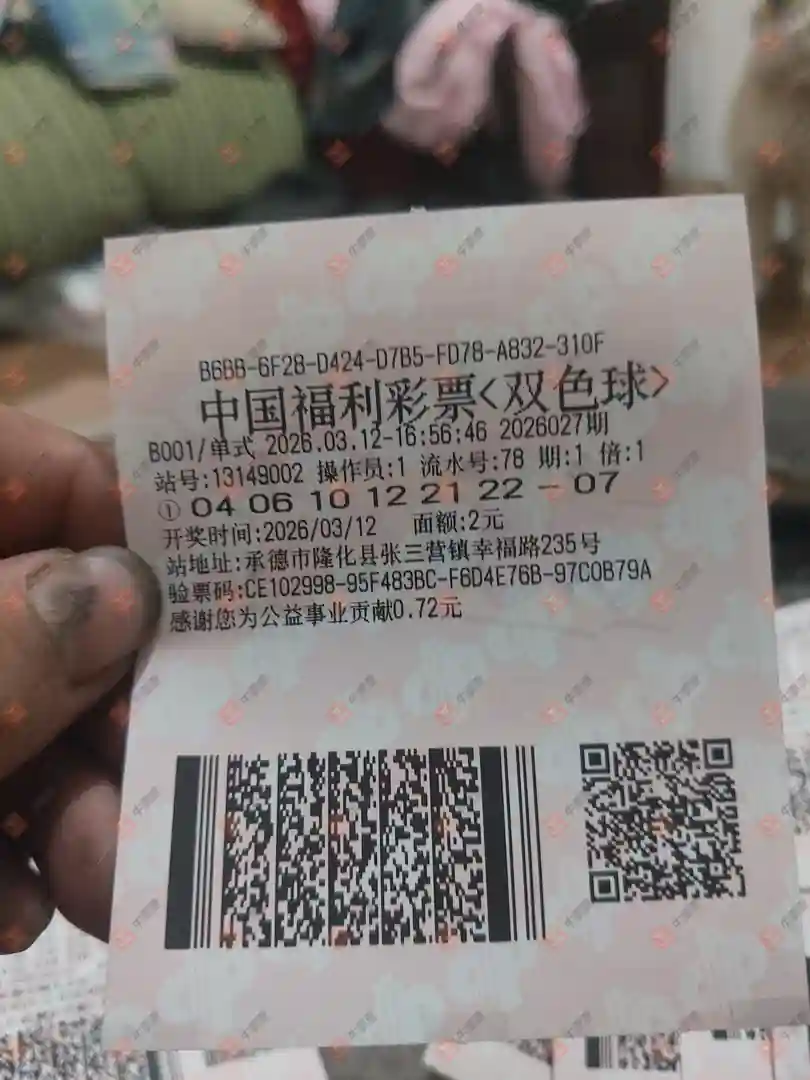 B6BB-6F28-D424-D7B5-FD78-A832-310F
中国福利彩票<双色球>
B001/单式 2026.03.12-16:56:46 2026027期
站号:13149002 操作员:1 流水号:78 期:1 倍:1
① 04 06 10 12 21 22 - 07
开奖时间:2026/03/12 面额:2元
站地址:承德市隆化县张三营镇幸福路235号
验票码:CE102998-95F483BC-F6D4E76B-97C0B79A
感谢您为公益事业贡献0.72元